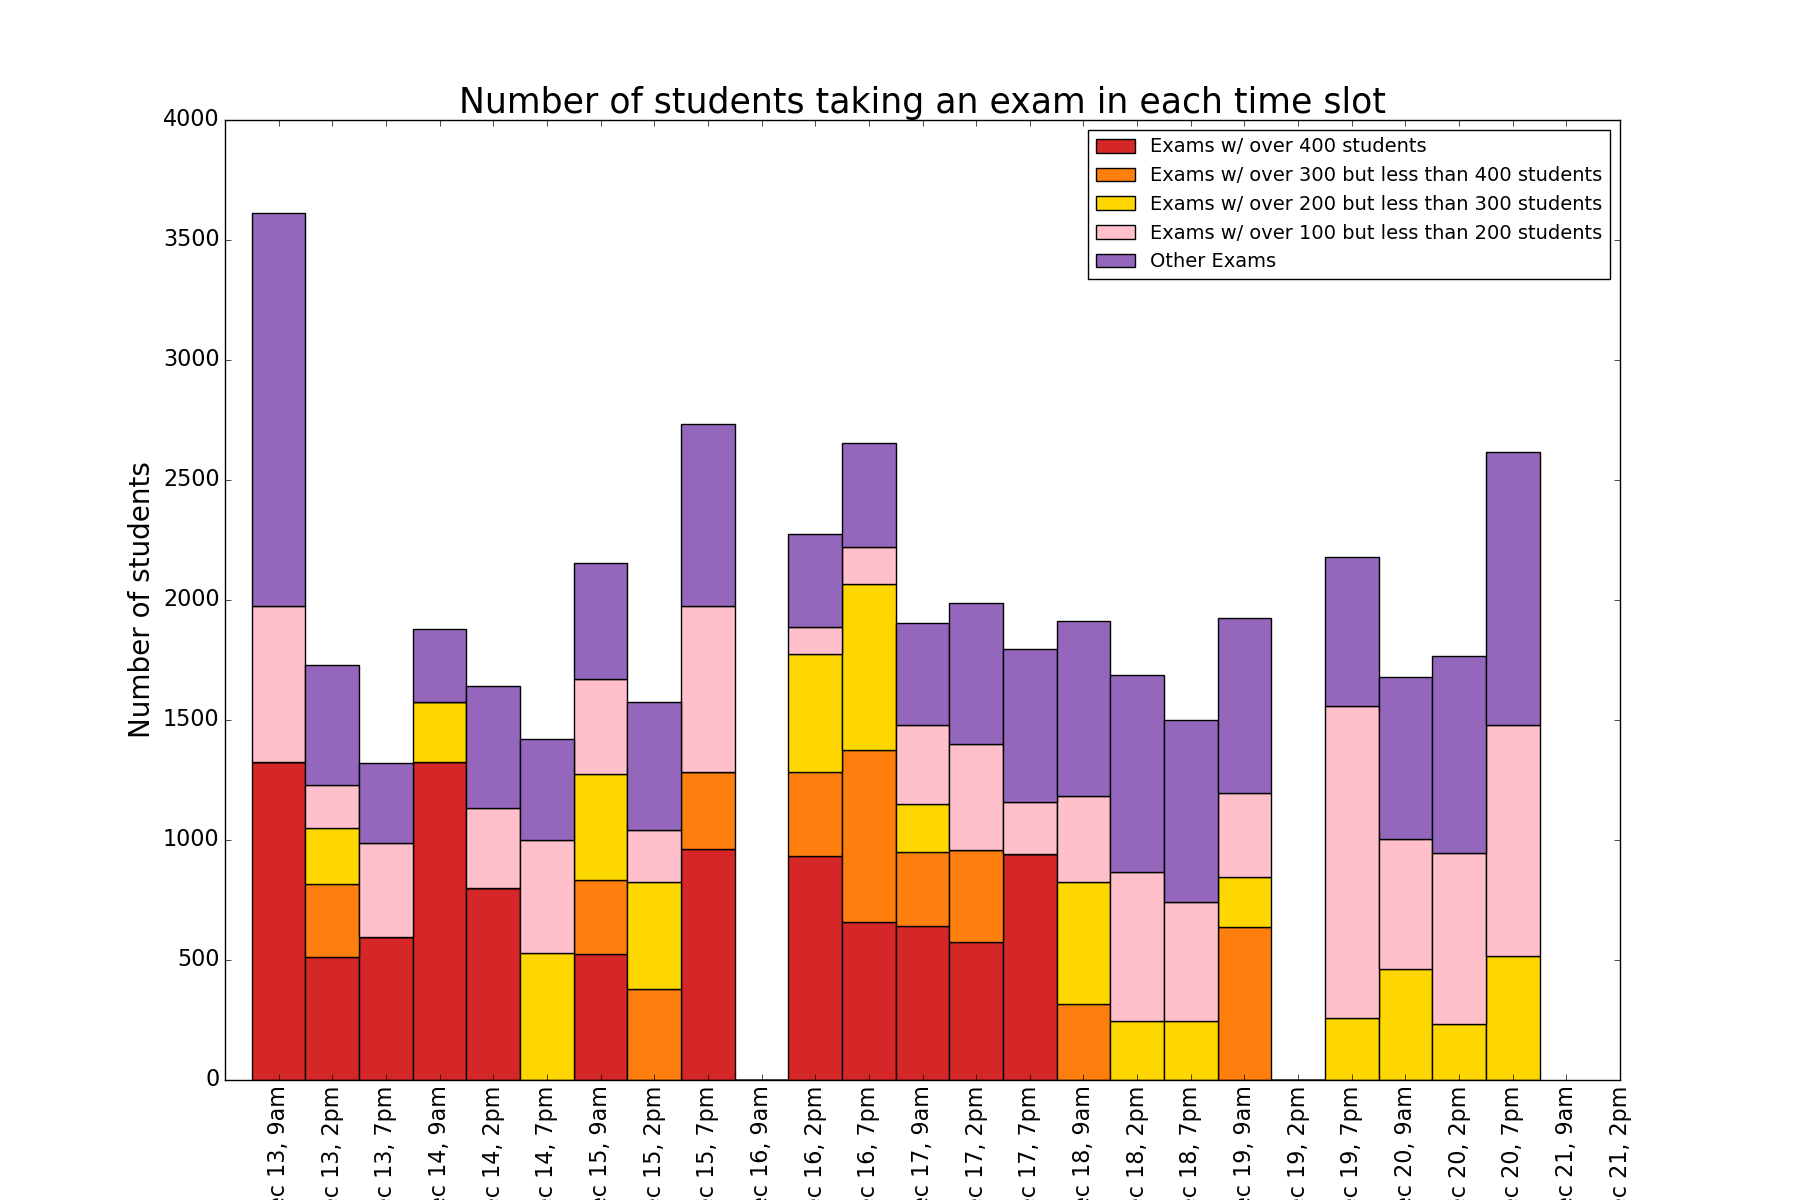 Number of students taking an exam in each time slot
Exams w/ over 400 students
Exams w/ over 300 but less than 400 students
Exams w/ over 200 but less than 300 students
Exams w/ over 100 but less than 200 students
Other Exams
Number of students
4000
3500
3000
2500
2000
1500
1000
500
0
13, 9am
13, 2pm
13, 7pm
14, 9am
14, 2pm
14, 7pm
15, 9am
15, 2pm
15, 7pm
16, 9am
16, 2pm
16, 7pm
17, 9am
17, 2pm
17, 7pm
18, 9am
18, 2pm
18, 7pm
19, 9am
19, 2pm
19, 7pm
20, 9am
20, 2pm
20, 7pm
21, 9am
21, 2pm